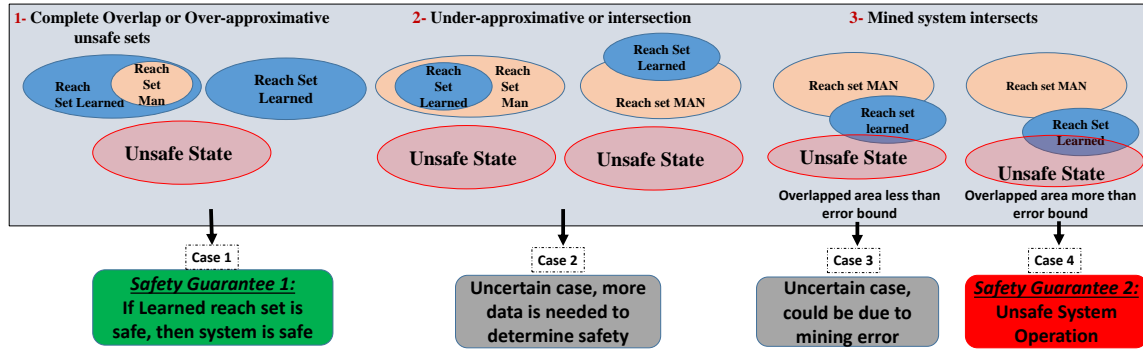 1- Complete Overlap or Over-approximative
unsafe sets
Reach
Set Learned
Reach
Set
Man
Reach Set
Learned
Unsafe State
2- Under-approximative or intersection
Reach
Set
Learned
Reach
Set
Man
Reach Set
Learned
Reach set MAN
Unsafe State
Unsafe State
3- Mined system intersects
Reach set MAN
Reach set
learned
Unsafe State
Overlapped area less than
error bound
Reach set MAN
Reach Set
Learned
Unsafe State
Overlapped area more than
error bound
Case 1
Safety Guarantee 1:
If Learned reach set is
safe, then system is safe
Case 2
Uncertain case, more
data is needed to
determine safety
Case 3
Uncertain case,
could be due to
mining error
Case 4
Safety Guarantee 2:
Unsafe System
Operation